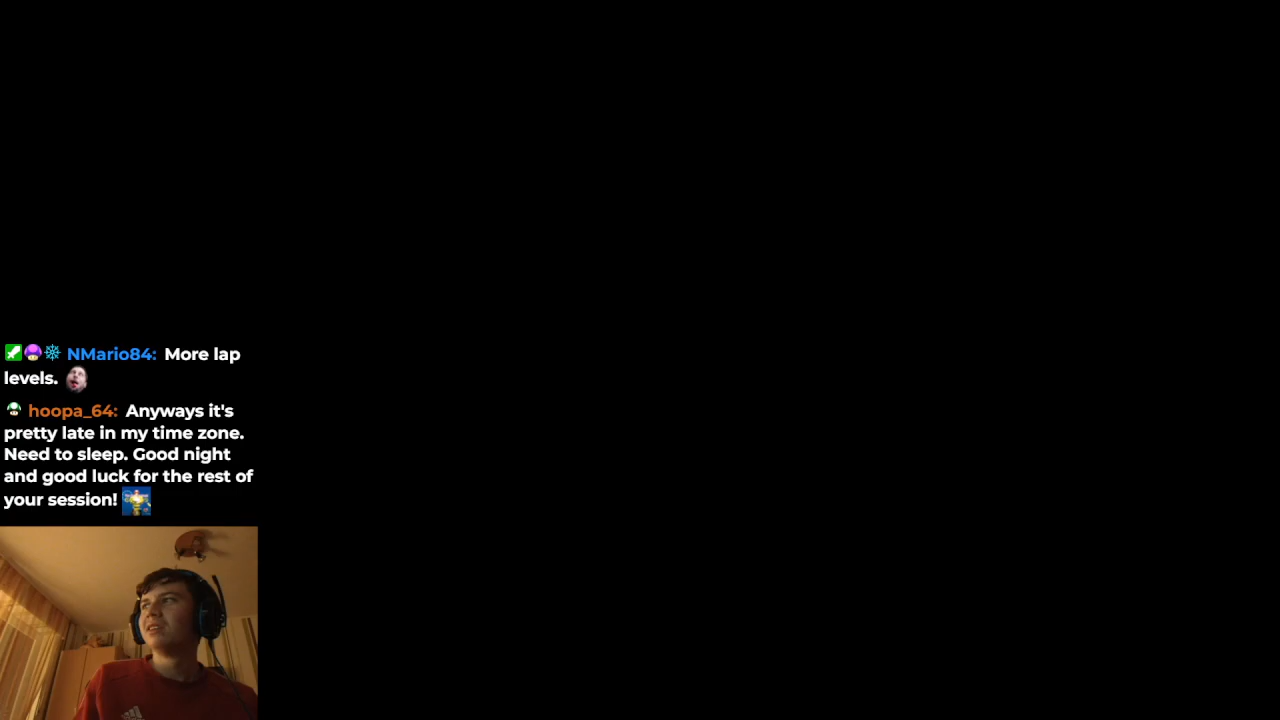 NMario84: More lap
levels.
hoopa_64: Anyways it's
pretty late in my time zone.
Need to sleep. Good night
and good luck for the rest of
your session!